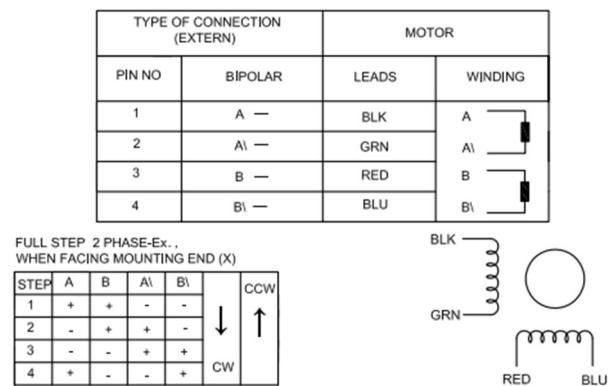 TYPE OF CONNECTION (EXTERN) MOTOR
PIN NO BIPOLAR LEADS WINDING
1 A — BLK A
2 A\ — GRN A\
3 B — RED B
4 B\ — BLU B\
FULL STEP 2 PHASE-Ex. ,
WHEN FACING MOUNTING END (X)
STEP A B A\ B\ CCW
1 + + - -
2 - + + -
3 - - + +
4 + - - + CW
BLK
GRN
RED BLU